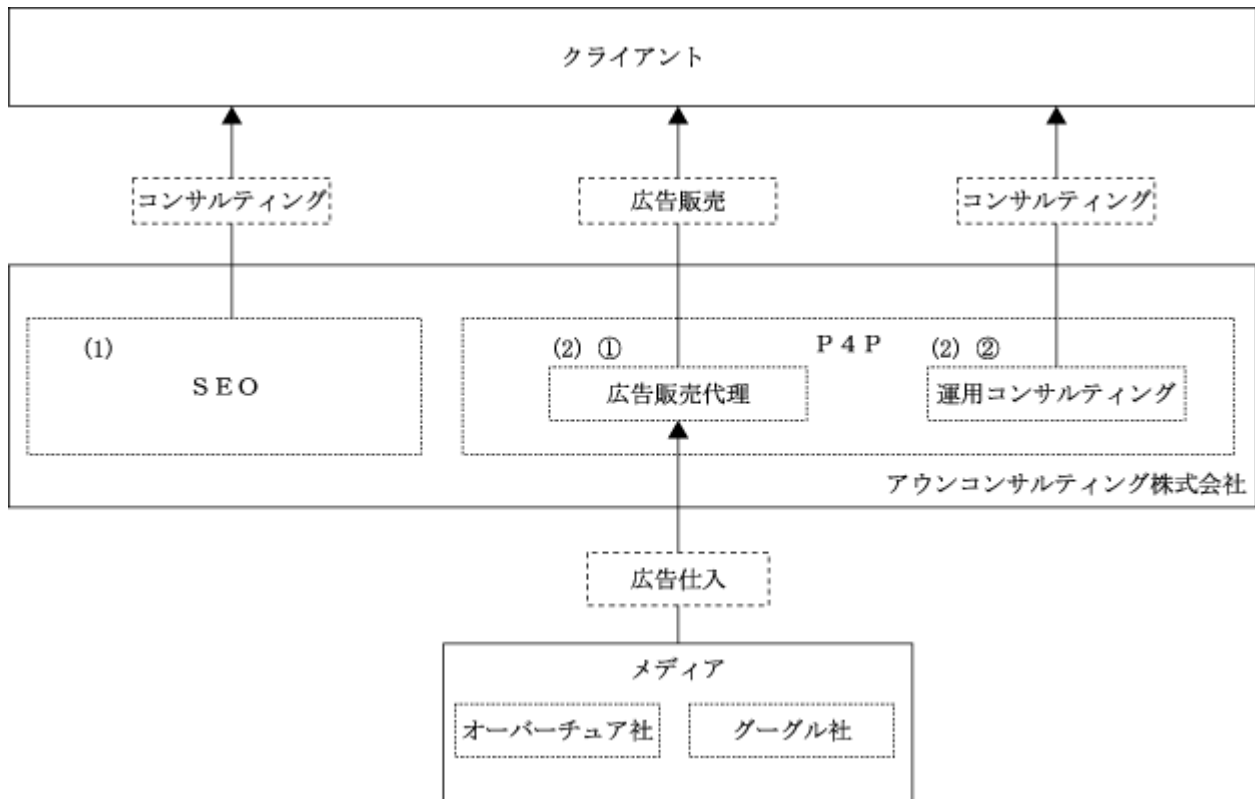 クライアント
コンサルティング
広告販売
コンサルティング
(1)
SEO
P4P
(2) ①
広告販売代理
(2) ②
運用コンサルティング
アウンコンサルティング株式会社
広告仕入
メディア
オーバーチュア社
グーグル社